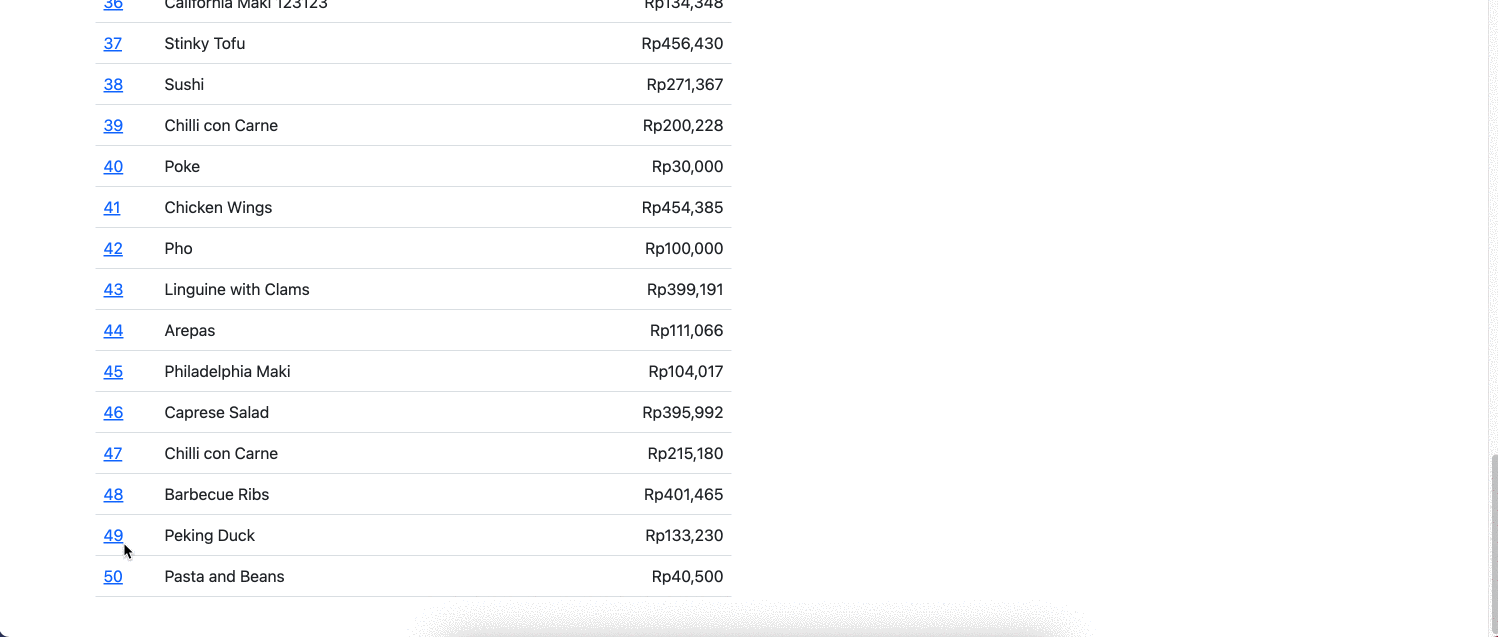 36 California Maki 123123 Rp134,348
37 Stinky Tofu Rp456,430
38 Sushi Rp271,367
39 Chilli con Carne Rp200,228
40 Poke Rp30,000
41 Chicken Wings Rp454,385
42 Pho Rp100,000
43 Linguine with Clams Rp399,191
44 Arepas Rp111,066
45 Philadelphia Maki Rp104,017
46 Caprese Salad Rp395,992
47 Chilli con Carne Rp215,180
48 Barbecue Ribs Rp401,465
49 Peking Duck Rp133,230
50 Pasta and Beans Rp40,500